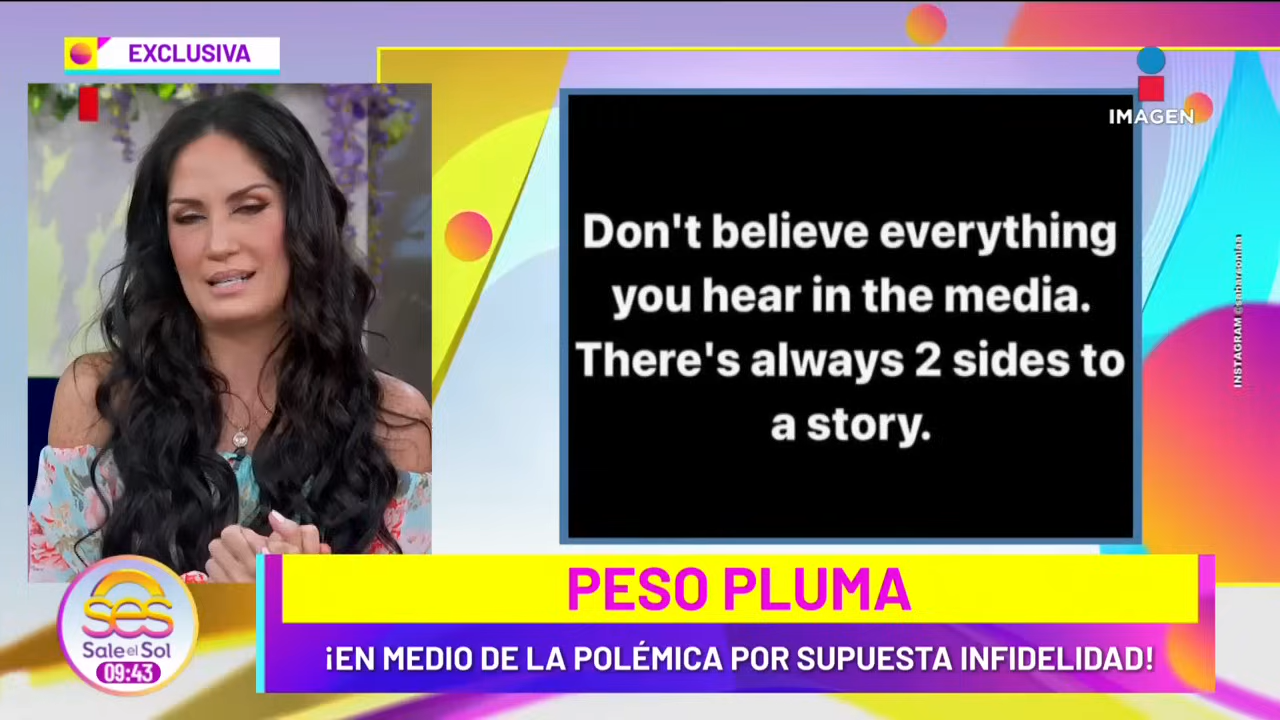 EXCLUSIVA
IMAGEN
Don't believe everything
you hear in the media.
There's always 2 sides to
a story.
PESO PLUMA
¡EN MEDIO DE LA POLÉMICA POR SUPUESTA INFIDELIDAD!
ses
Sale el Sol
09:43
INSTAGRAM